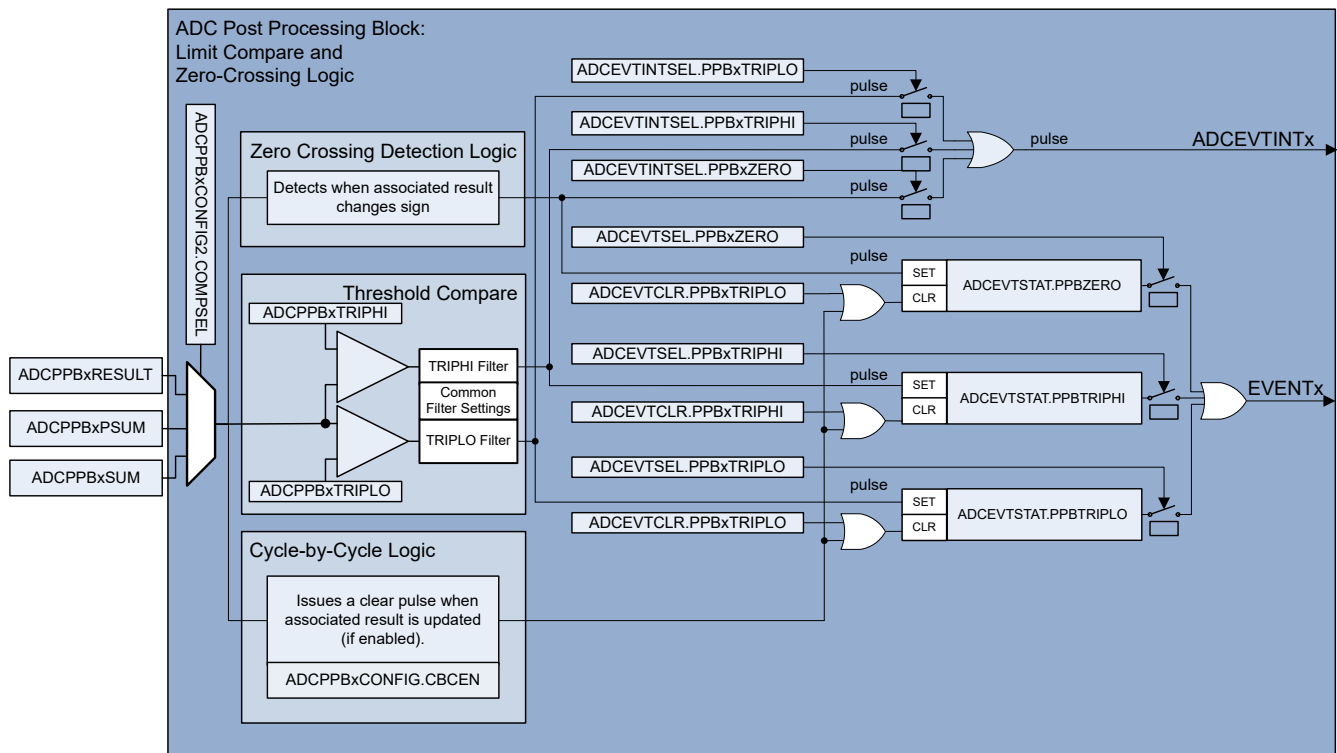 ADC Post Processing Block:
Limit Compare and
Zero-Crossing Logic
ADCPPBxCONFIG2.COMPSEL
ADCPPBxRESULT
ADCPPBxPSUM
ADCPPBxSUM
Zero Crossing Detection Logic
Detects when associated result
changes sign
Threshold Compare
ADCPPBxTRIPHI
TRIPHI Filter
Common
Filter Settings
TRIPLO Filter
ADCPPBxTRIPLO
Cycle-by-Cycle Logic
Issues a clear pulse when
associated result is updated
(if enabled).
ADCPPBxCONFIG.CBCEN
ADCEVTINTSEL.PPBxTRIPLO
pulse
ADCEVTINTSEL.PPBxTRIPHI
pulse
ADCEVTINTSEL.PPBxZERO
pulse
pulse
ADCEVTINTx
ADCEVTSEL.PPBxZERO
pulse
SET
CLR
ADCEVTSTAT.PPBZERO
ADCEVTCLR.PPBxTRIPLO
ADCEVTSEL.PPBxTRIPHI
pulse
SET
CLR
ADCEVTSTAT.PPBTRIPHI
ADCEVTCLR.PPBxTRIPHI
EVENTx
ADCEVTSEL.PPBxTRIPLO
pulse
SET
CLR
ADCEVTSTAT.PPBTRIPLO
ADCEVTCLR.PPBxTRIPLO